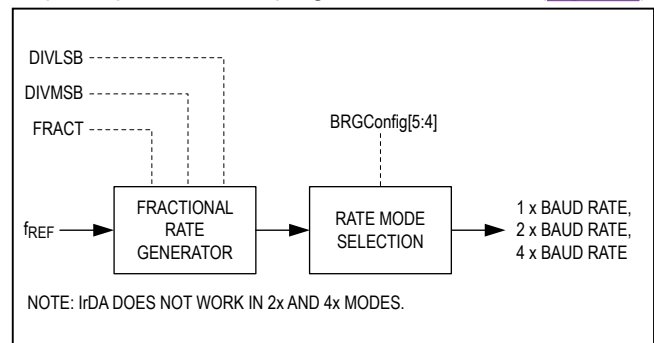 DIVLSB
DIVMSB
FRACT
BRGConfig[5:4]
fREF
FRACTIONAL
RATE
GENERATOR
RATE MODE
SELECTION
1 x BAUD RATE,
2 x BAUD RATE,
4 x BAUD RATE
NOTE: IrDA DOES NOT WORK IN 2x AND 4x MODES.